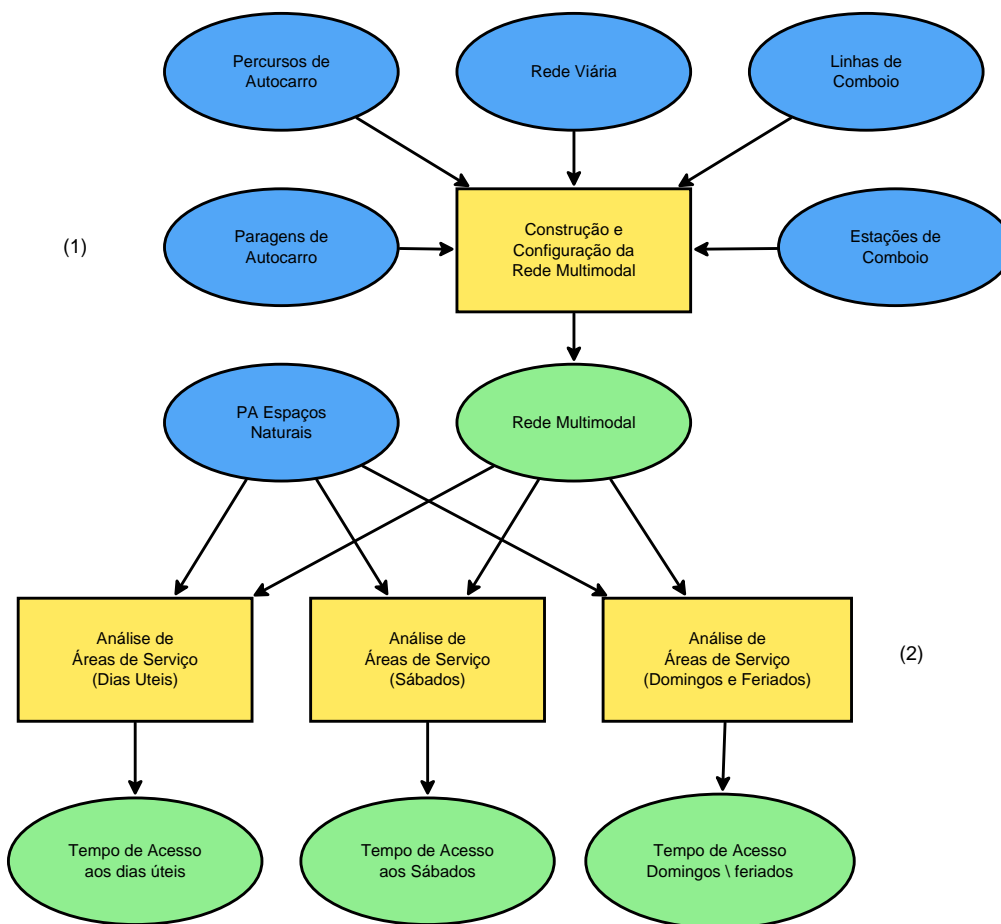 Percursos de
Autocarro
Rede Viária
Linhas de
Comboio
(1)
Paragens de
Autocarro
Construção e
Configuração da
Rede Multimodal
Estações de
Comboio
PA Espaços
Naturais
Rede Multimodal
Análise de
Áreas de Serviço
(Dias Uteis)
Análise de
Áreas de Serviço
(Sábados)
Análise de
Áreas de Serviço
(Domingos e Feriados)
(2)
Tempo de Acesso
aos dias úteis
Tempo de Acesso
aos Sábados
Tempo de Acesso
Domingos \ feriados